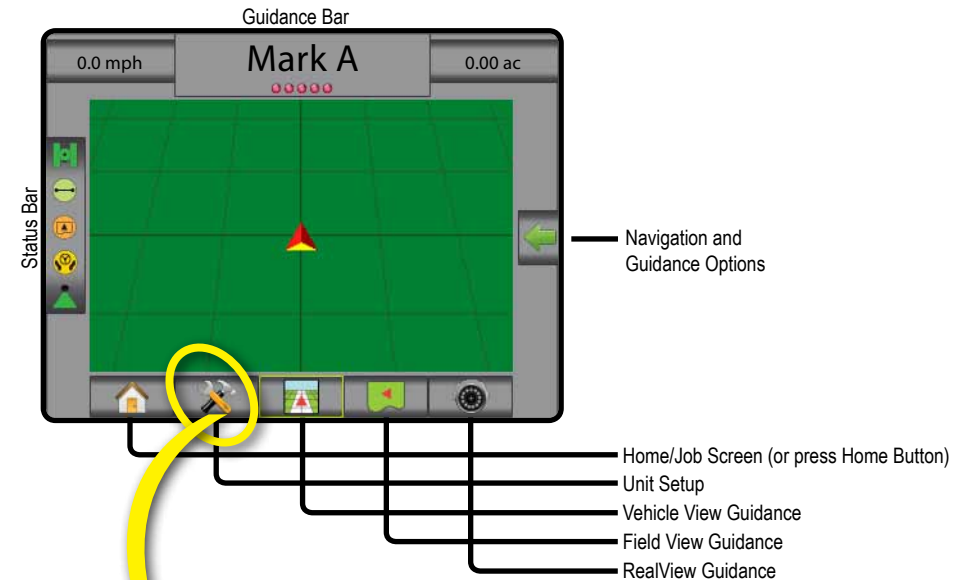 Guidance Bar
0.0 mph
Mark A
0.00 ac
Status Bar
Navigation and
Guidance Options
Home/Job Screen (or press Home Button)
Unit Setup
Vehicle View Guidance
Field View Guidance
RealView Guidance